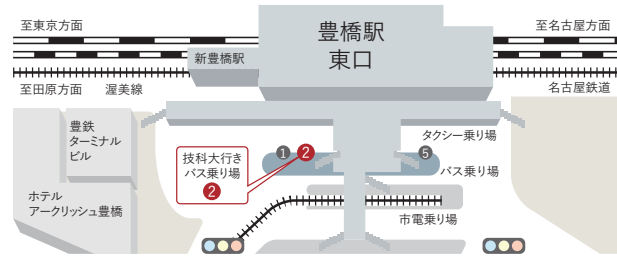 至東京方面
豊橋駅
東口
至名古屋方面
新豊橋駅
至田原方面
渥美線
名古屋鉄道
豊鉄
ターミナル
ビル
タクシー乗り場
技科大行き
バス乗り場
2
1
2
5
バス乗り場
ホテル
アークリッシュ豊橋
市電乗り場